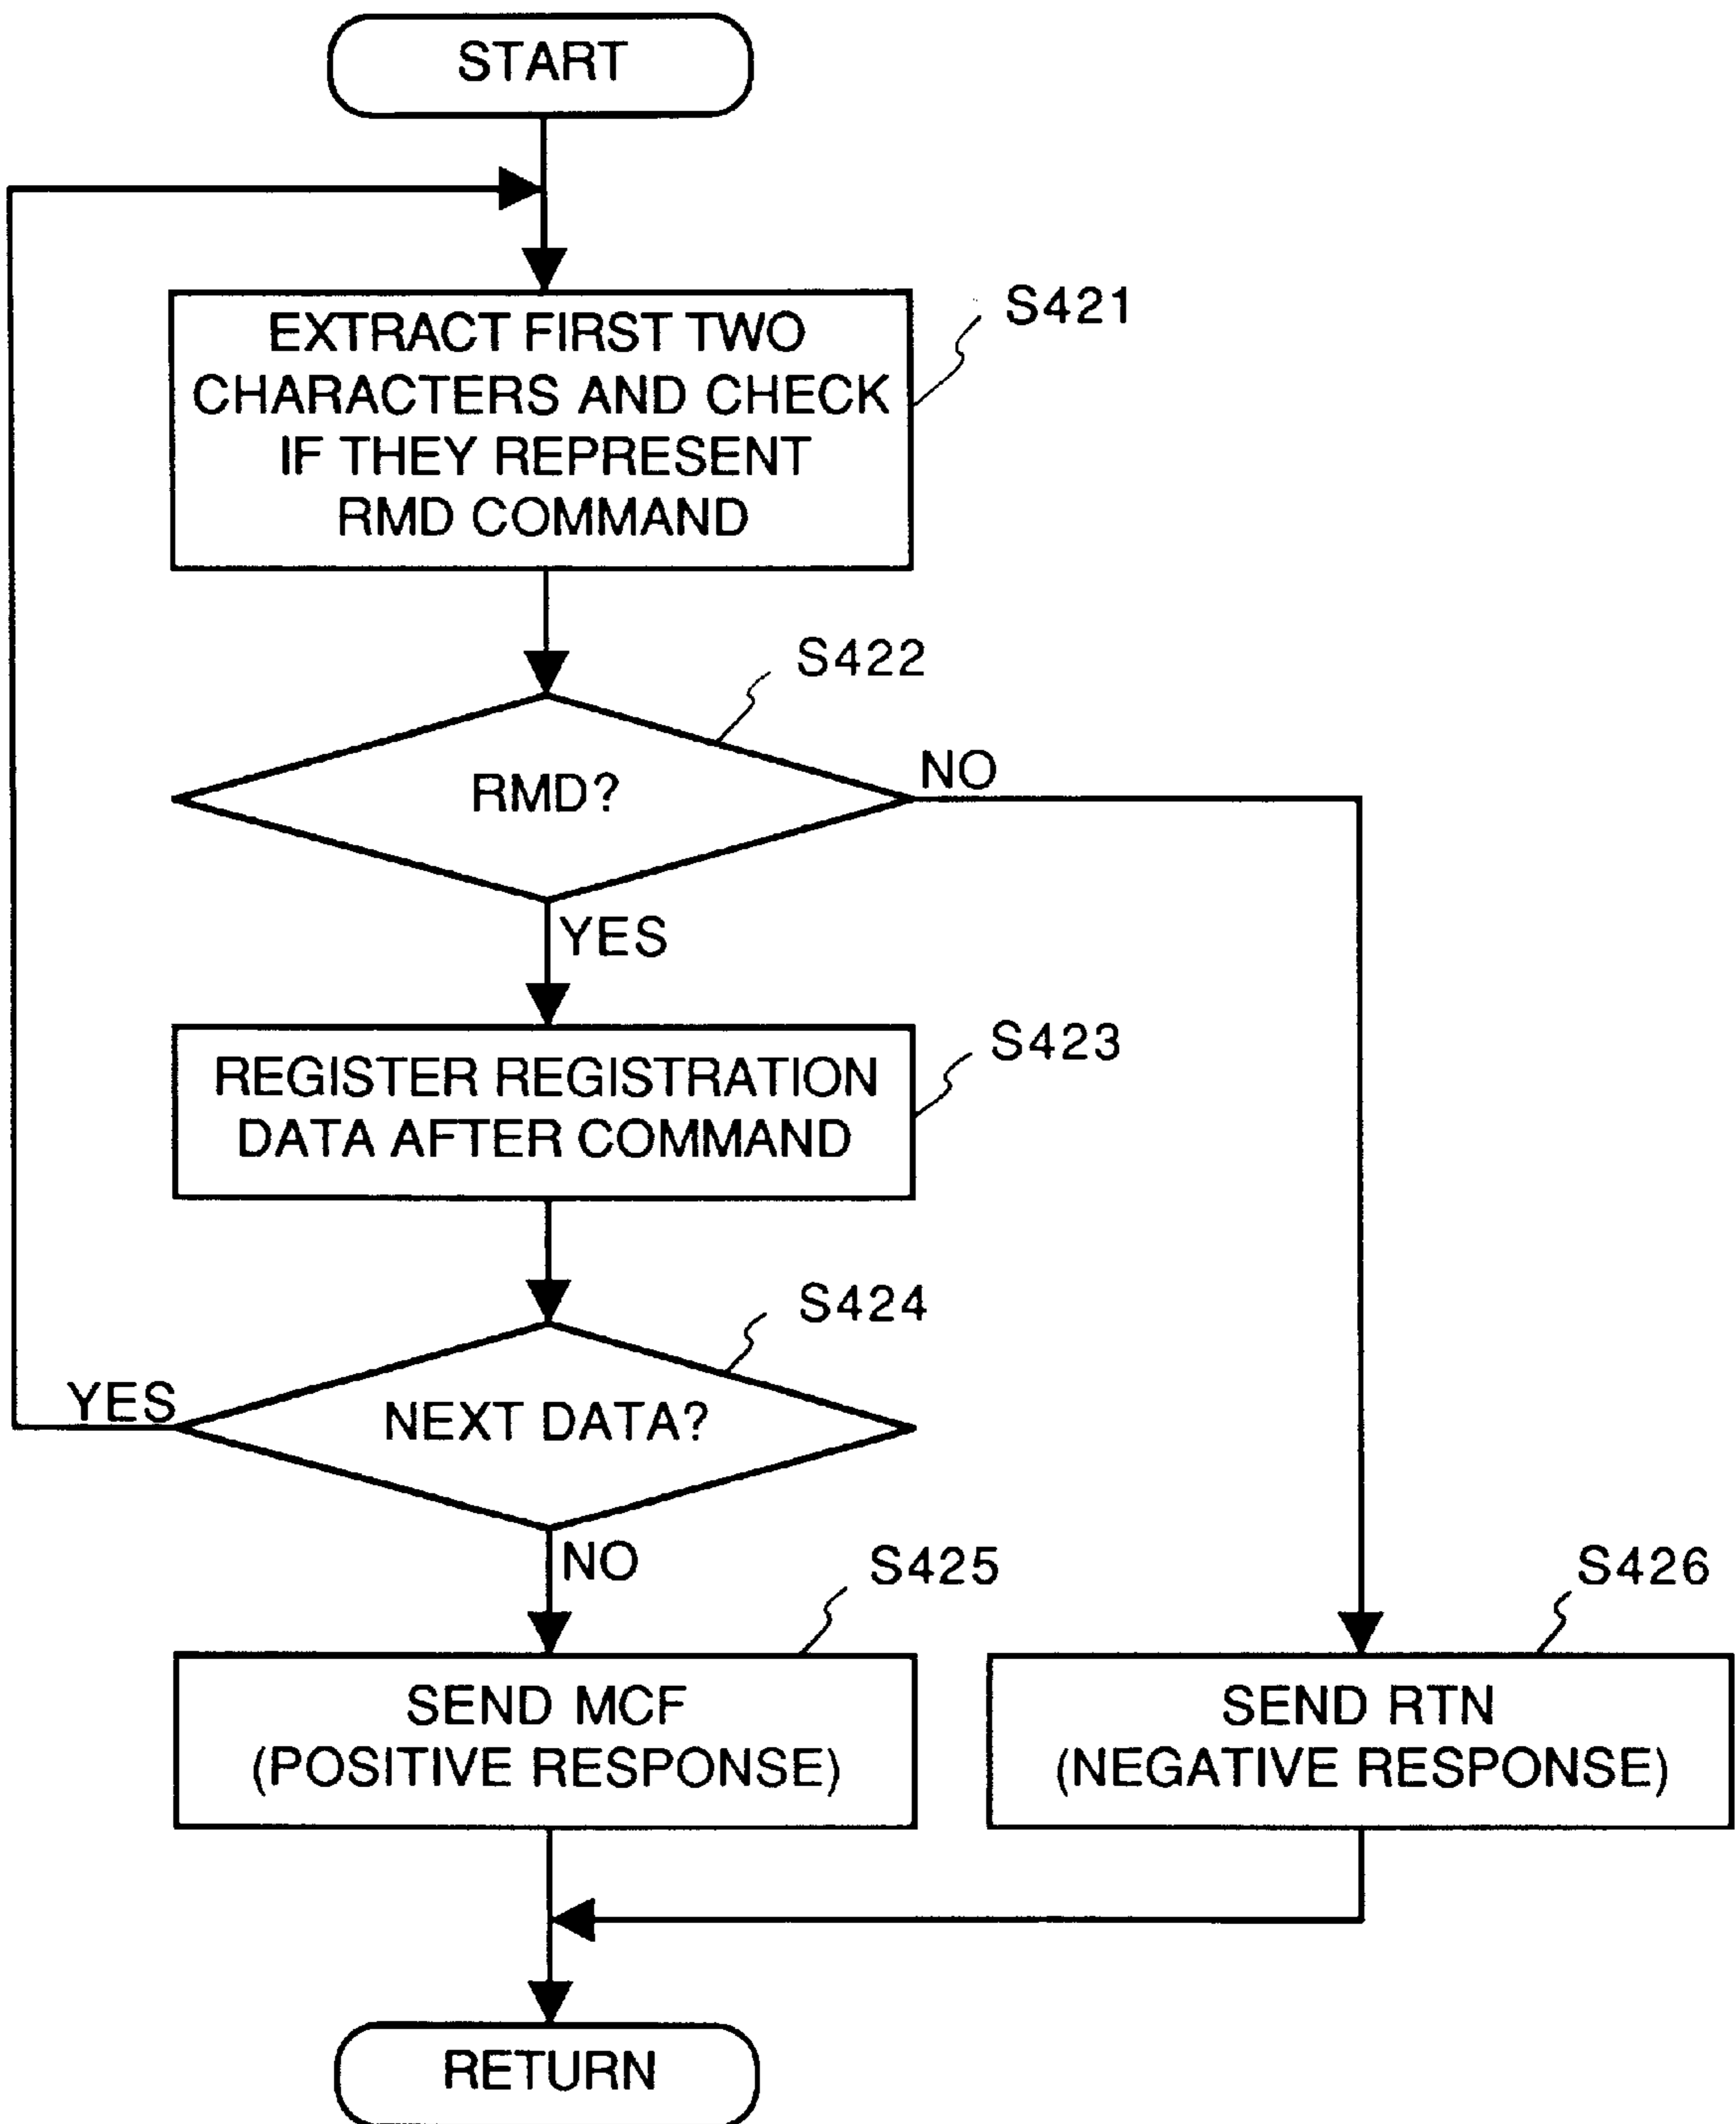 START
EXTRACT FIRST TWO
CHARACTERS AND CHECK
IF THEY REPRESENT
RMD COMMAND
S421
S422
RMD?
NO
YES
REGISTER REGISTRATION
DATA AFTER COMMAND
S423
S424
YES
NEXT DATA?
NO
S425
S426
SEND MCF
(POSITIVE RESPONSE)
SEND RTN
(NEGATIVE RESPONSE)
RETURN